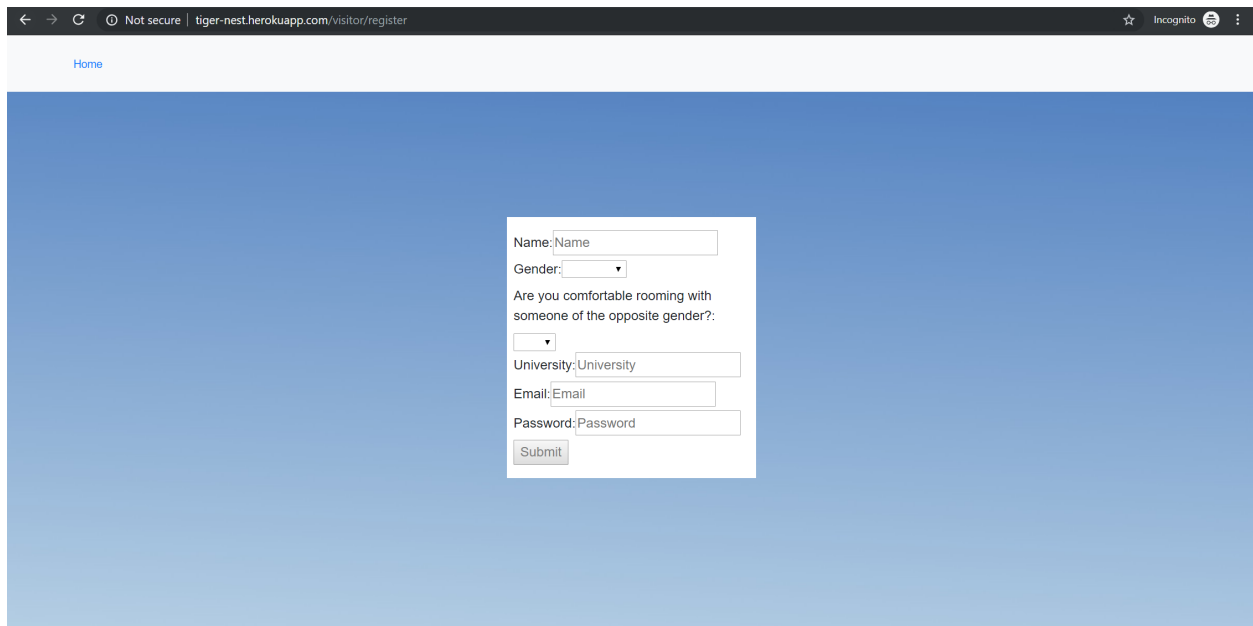 Not secure tiger-nest.herokuapp.com/visitor/register Incognito
Home
Name: Name
Gender:
Are you comfortable rooming with
someone of the opposite gender?:
University: University
Email: Email
Password: Password
Submit